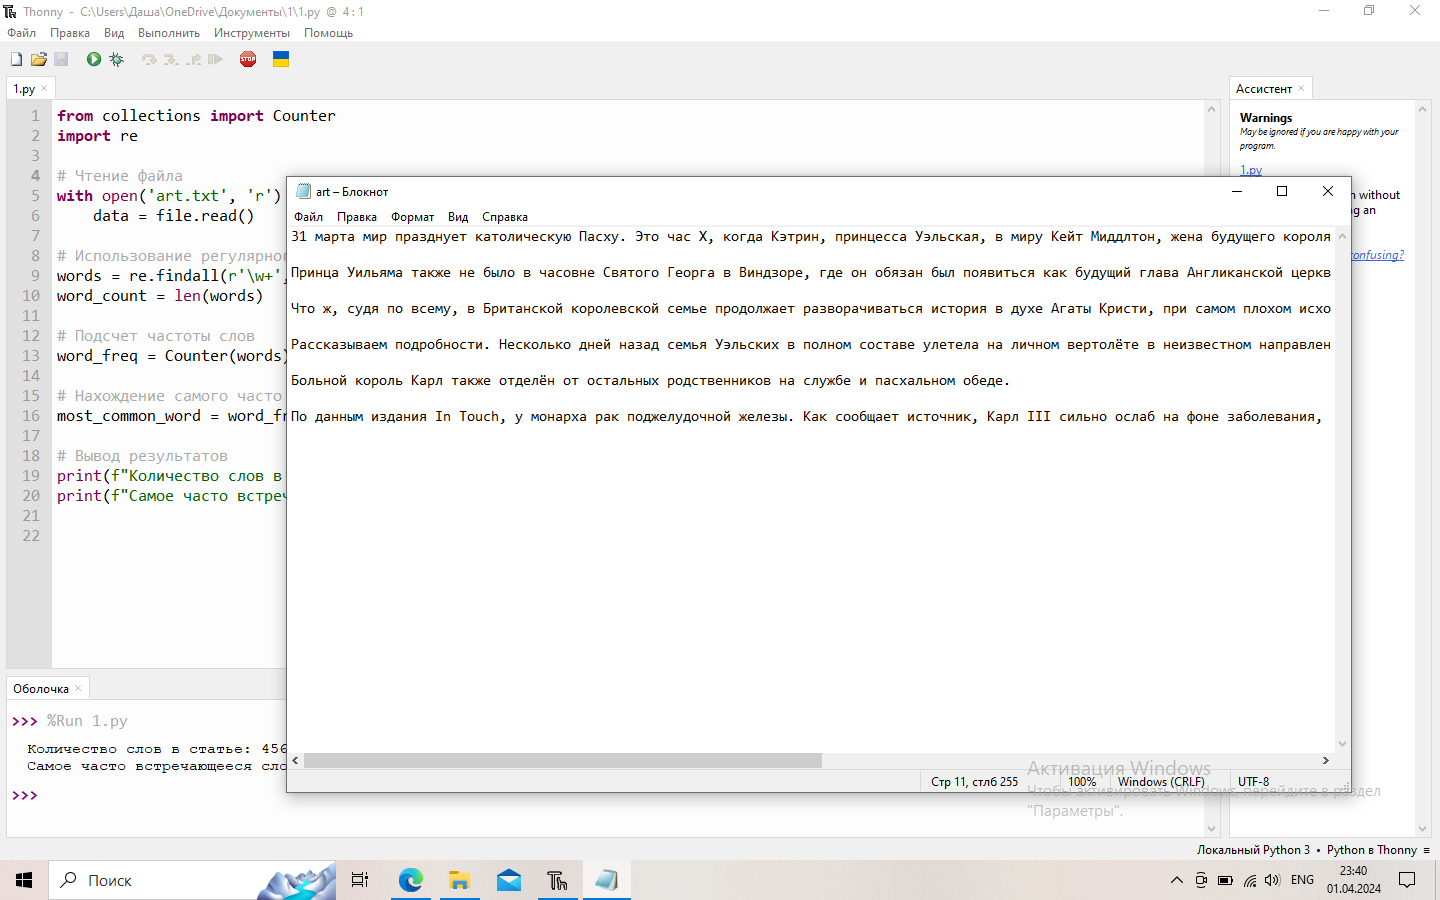 Thonny - C:\Users\Даша\OneDrive\Документы\1\1.py @ 4 : 1
Файл Правка Вид Выполнить Инструменты Помощь
STOP
1.py
1 from collections import Counter
2 import re
3
4 # Чтение файла
5 with open('art.txt', 'r')
6 data = file.read()
7
8 # Использование регулярног
9 words = re.findall(r'\w+',
10 word_count = len(words)
11
12 # Подсчет частоты слов
13 word_freq = Counter(words)
14
15 # Нахождение самого часто
16 most_common_word = word_fr
17
18 # Вывод результатов
19 print(f"Количество слов в
20 print(f"Самое часто встреч
21
22
Ассистент
Warnings
May be ignored if you are happy with your
program.
1.py
n without
g an
confusing?
art – Блокнот
Файл Правка Формат Вид Справка
31 марта мир празднует католическую Пасху. Это час X, когда Кэтрин, принцесса Уэльская, в миру Кейт Миддлтон, жена будущего короля
Принца Уильяма также не было в часовне Святого Георга в Виндзоре, где он обязан был появиться как будущий глава Англиканской церкв
Что ж, судя по всему, в Британской королевской семье продолжает разворачиваться история в духе Агаты Кристи, при самом плохом исхо
Рассказываем подробности. Несколько дней назад семья Уэльских в полном составе улетела на личном вертолёте в неизвестном направлен
Больной король Карл также отделён от остальных родственников на службе и пасхальном обеде.
По данным издания In Touch, у монарха рак поджелудочной железы. Как сообщает источник, Карл III сильно ослаб на фоне заболевания,
Стр 11, стлб 255 100% Windows (CRLF) UTF-8
Оболочка
>>> %Run 1.py
Количество слов в статье: 456
Самое часто встречающееся сло
>>>
Активация Windows
Чтобы активировать Windows, перейдите в раздел
"Параметры".
Локальный Python 3 • Python в Thonny ≡
Поиск
ENG
23:40
01.04.2024